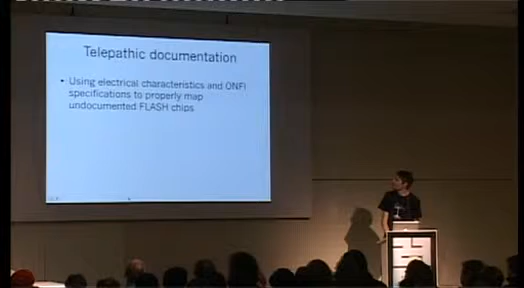 Telepathic documentation
• Using electrical characteristics and ONFI
specifications to properly map
undocumented FLASH chips